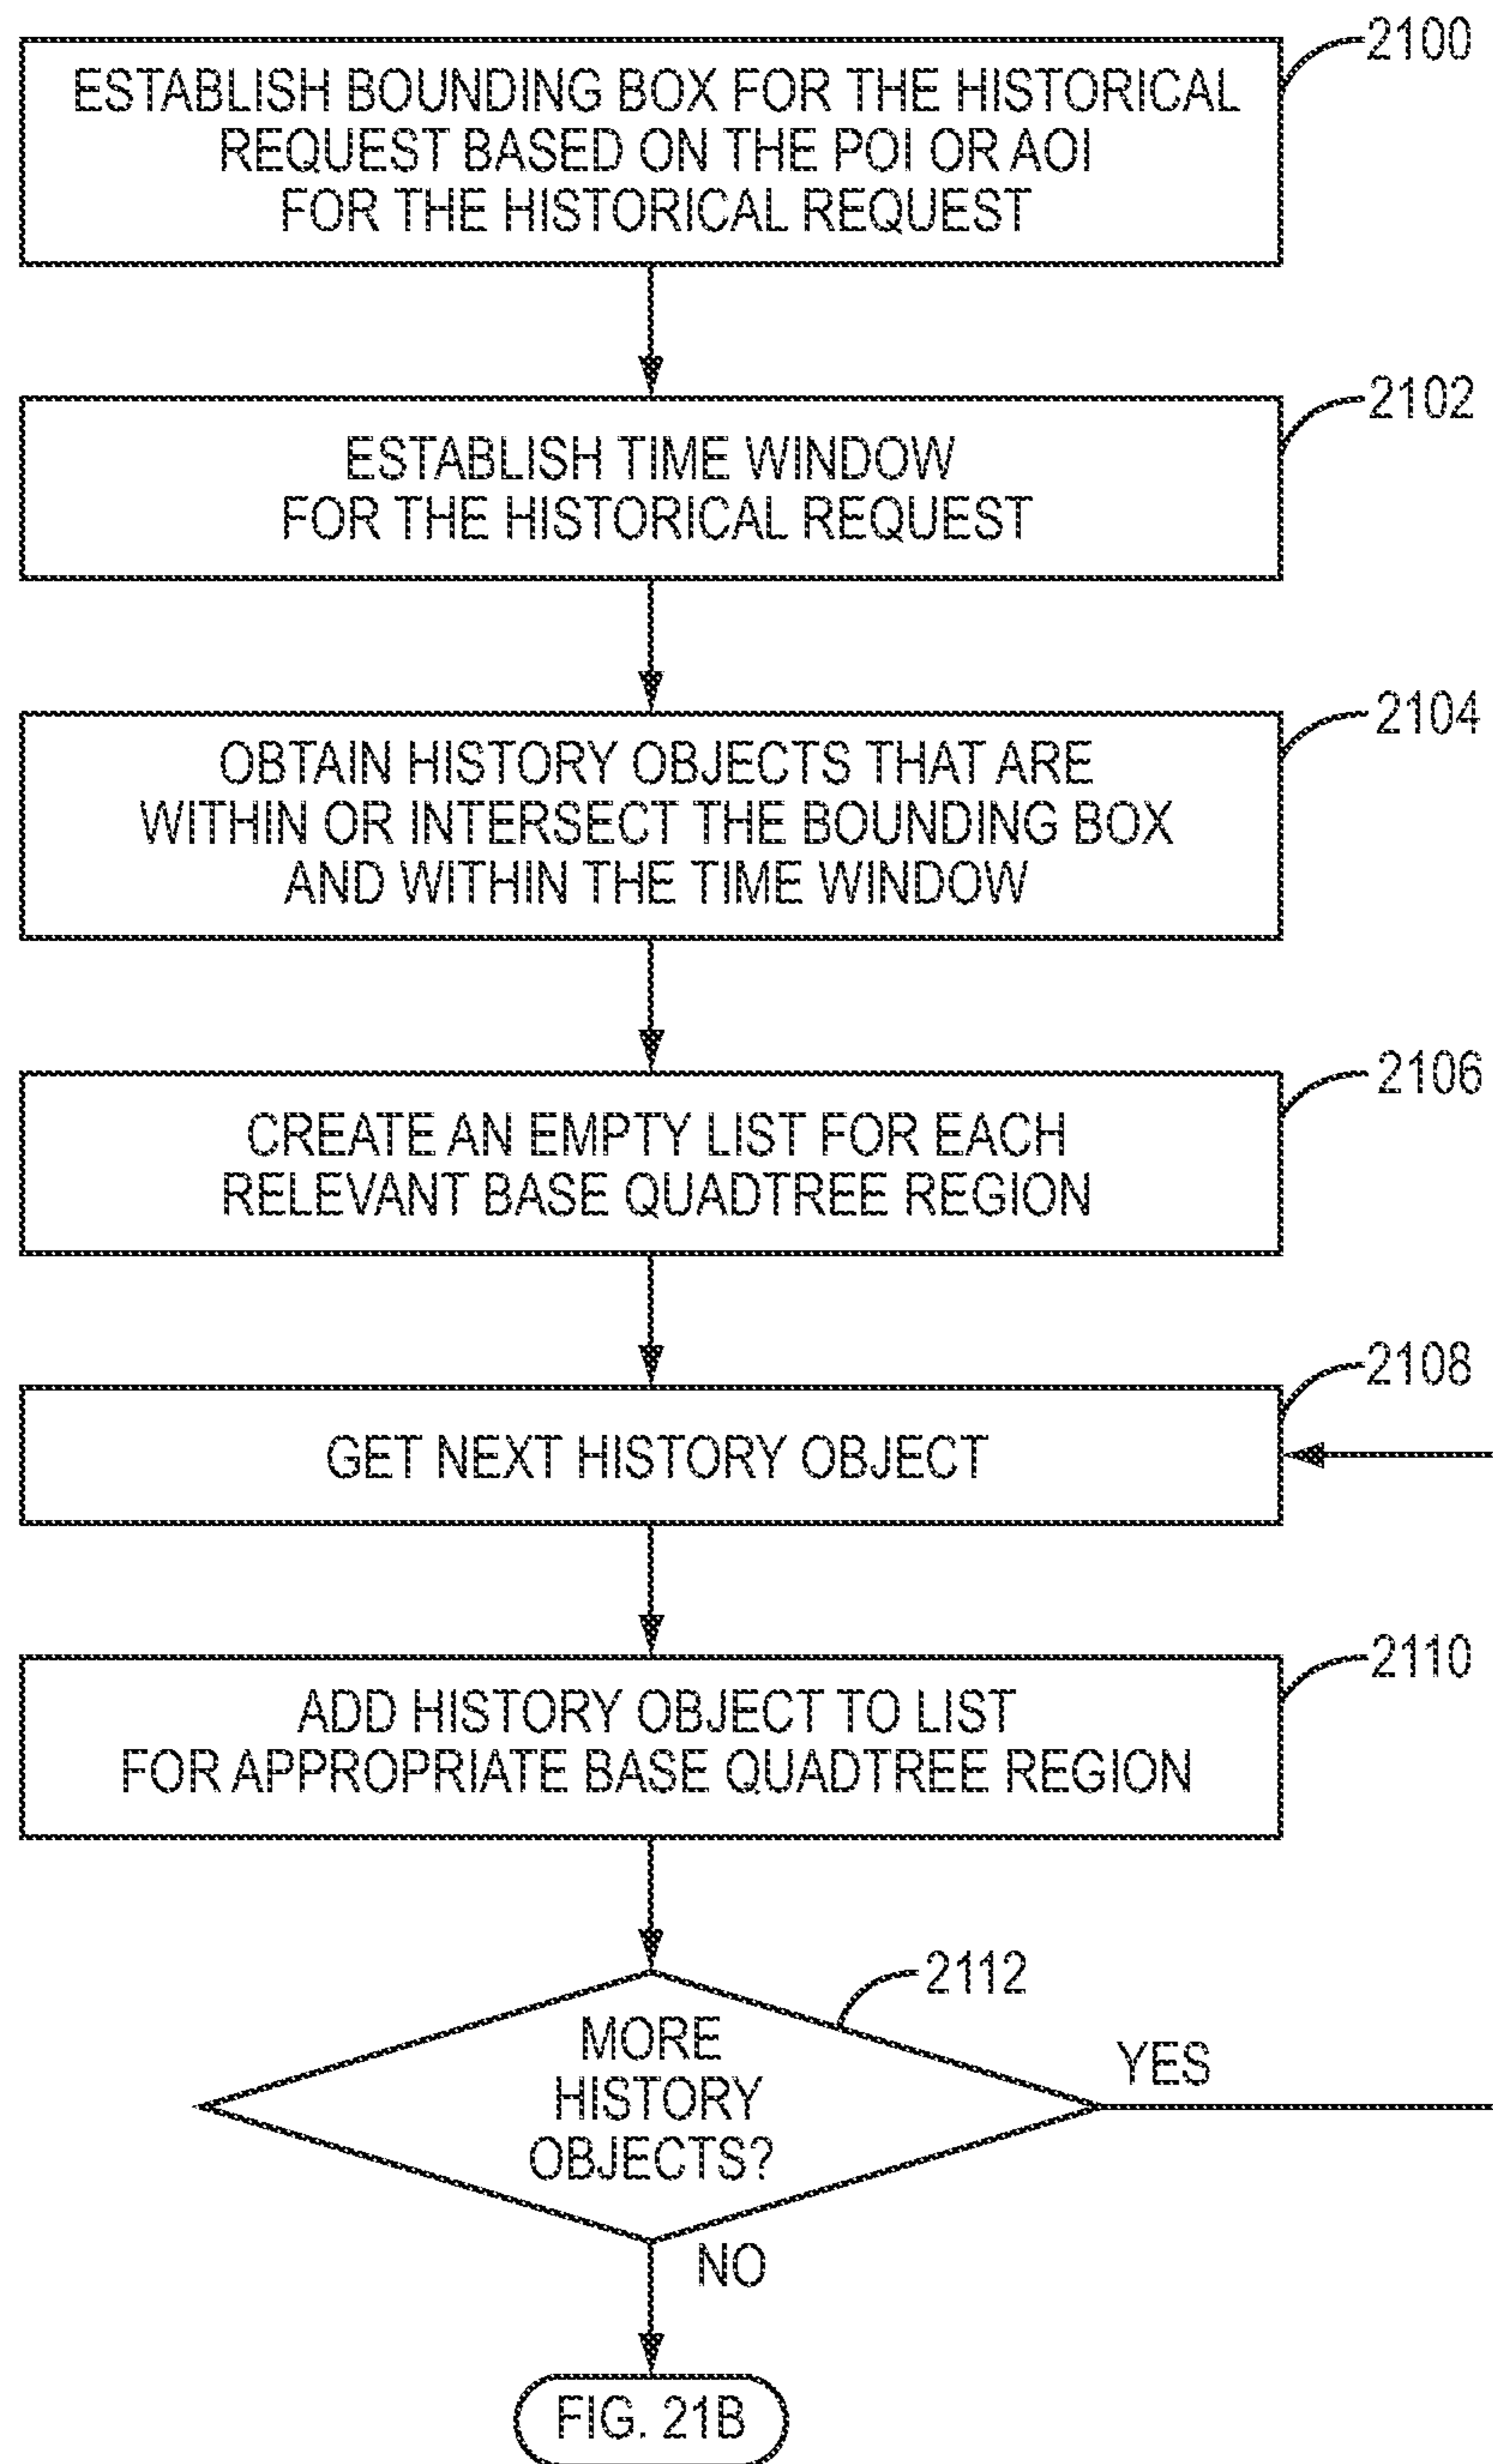 2100
ESTABLISH BOUNDING BOX FOR THE HISTORICAL
REQUEST BASED ON THE POI OR AOI
FOR THE HISTORICAL REQUEST
2102
ESTABLISH TIME WINDOW
FOR THE HISTORICAL REQUEST
2104
OBTAIN HISTORY OBJECTS THAT ARE
WITHIN OR INTERSECT THE BOUNDING BOX
AND WITHIN THE TIME WINDOW
2106
CREATE AN EMPTY LIST FOR EACH
RELEVANT BASE QUADTREE REGION
2108
GET NEXT HISTORY OBJECT
2110
ADD HISTORY OBJECT TO LIST
FOR APPROPRIATE BASE QUADTREE REGION
2112
MORE
HISTORY
OBJECTS?
YES
NO
FIG. 21B